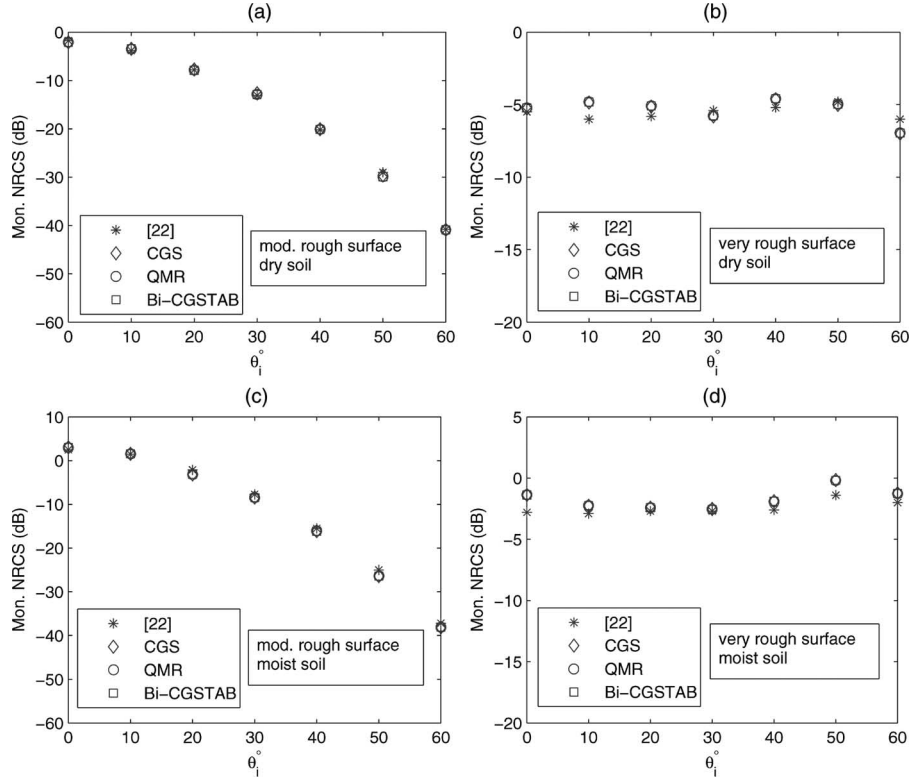 (a)
0
−10
−20
−30
−40
−50
−60
Mon. NRCS (dB)
[22]
CGS
QMR
Bi−CGSTAB
mod. rough surface
dry soil
0 10 20 30 40 50 60
θi°
(b)
0
−5
−10
−15
−20
Mon. NRCS (dB)
[22]
CGS
QMR
Bi−CGSTAB
very rough surface
dry soil
0 10 20 30 40 50 60
θi°
(c)
10
0
−10
−20
−30
−40
−50
−60
Mon. NRCS (dB)
[22]
CGS
QMR
Bi−CGSTAB
mod. rough surface
moist soil
0 10 20 30 40 50 60
θi°
(d)
5
0
−5
−10
−15
−20
Mon. NRCS (dB)
[22]
CGS
QMR
Bi−CGSTAB
very rough surface
moist soil
0 10 20 30 40 50 60
θi°